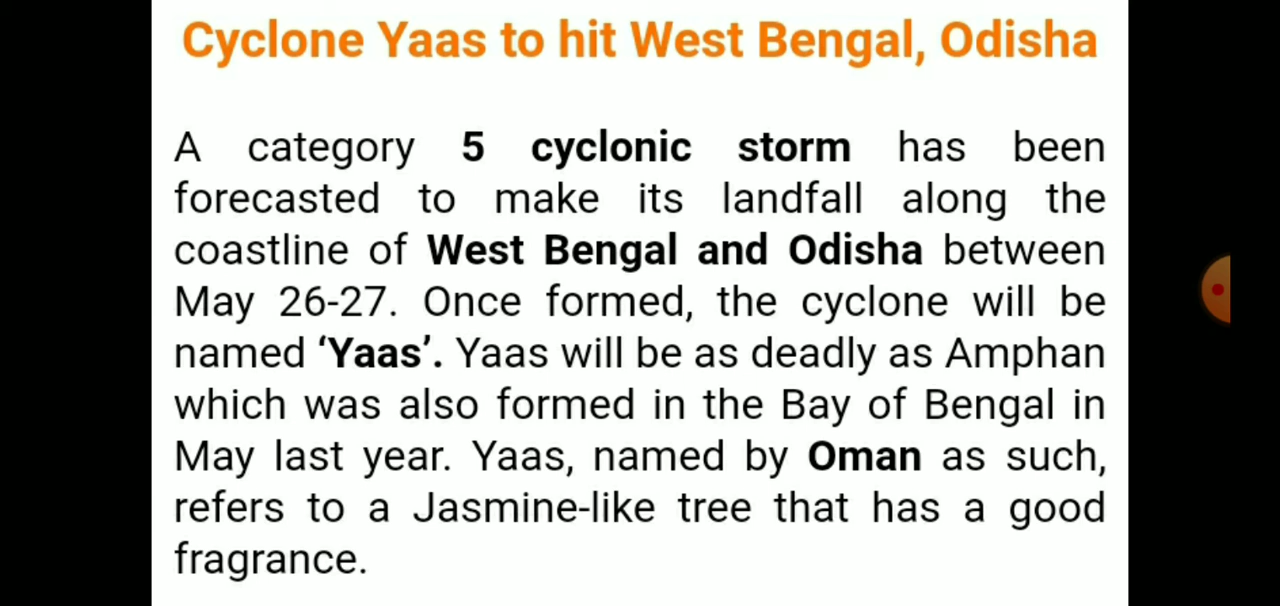 Cyclone Yaas to hit West Bengal, Odisha
A category 5 cyclonic storm has been
forecasted to make its landfall along the
coastline of West Bengal and Odisha between
May 26-27. Once formed, the cyclone will be
named ‘Yaas’. Yaas will be as deadly as Amphan
which was also formed in the Bay of Bengal in
May last year. Yaas, named by Oman as such,
refers to a Jasmine-like tree that has a good
fragrance.